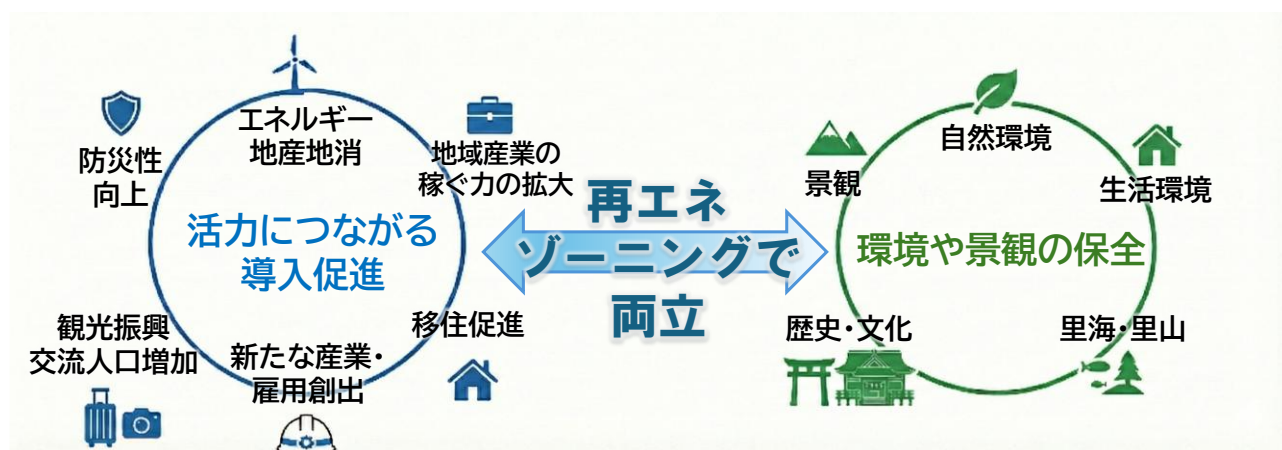 エネルギー
地産地消
防災性
向上
地域産業の
稼ぐ力の拡大
活力につながる
導入促進
観光振興
交流人口増加
新たな産業・
雇用創出
移住促進
再エネ
ゾーニングで
両立
自然環境
景観
生活環境
環境や景観の保全
歴史・文化
里海・里山